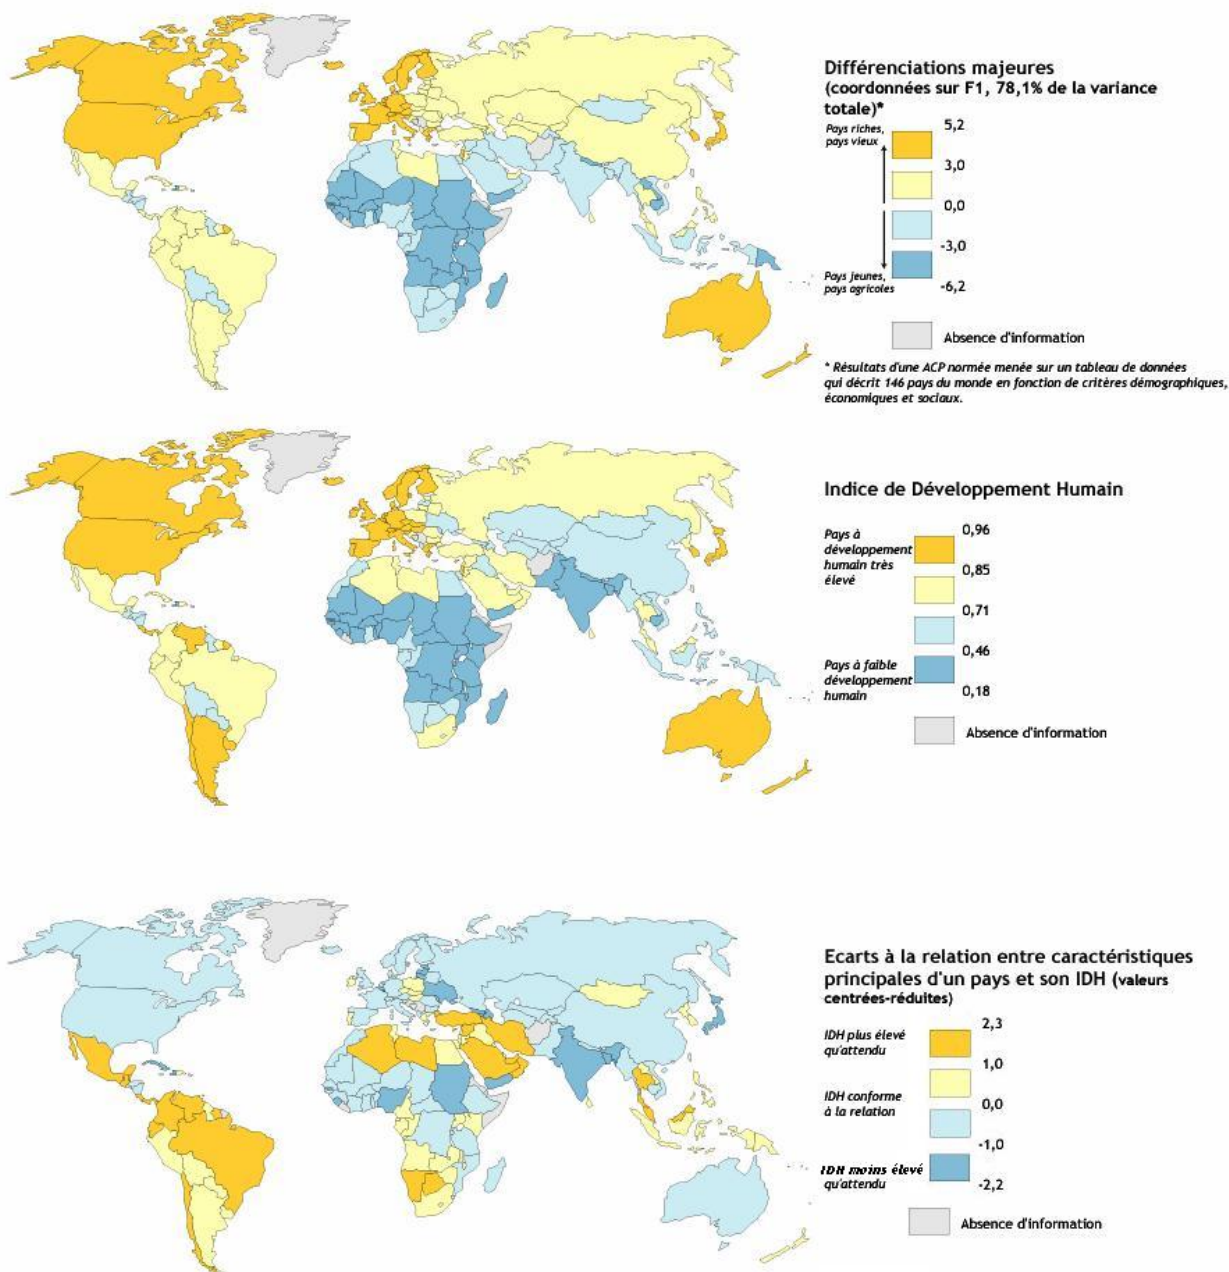 Différenciations majeures
(coordonnées sur F1, 78,1% de la variance
totale)*
Pays riches,
pays vieux
5,2
3,0
0,0
-3,0
Pays jeunes,
pays agricoles
-6,2
Absence d'information
* Résultats d'une ACP normée menée sur un tableau de données
qui décrit 146 pays du monde en fonction de critères démographiques,
économiques et sociaux.
Indice de Développement Humain
Pays à
développement
humain très
élevé
0,96
0,85
0,71
0,46
Pays à faible
développement
humain
0,18
Absence d'information
Ecarts à la relation entre caractéristiques
principales d'un pays et son IDH (valeurs
centrées-réduites)
IDH plus élevé
qu'attendu
2,3
1,0
IDH conforme
à la relation
0,0
-1,0
IDH moins élevé
qu'attendu
-2,2
Absence d'information